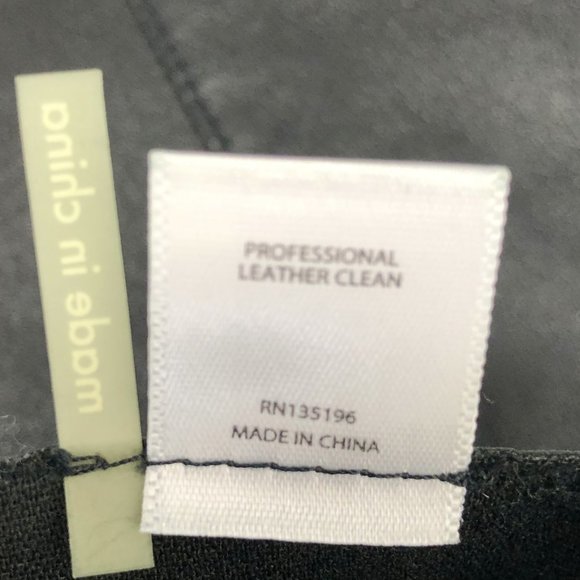 made in china
PROFESSIONAL
LEATHER CLEAN
RN135196
MADE IN CHINA